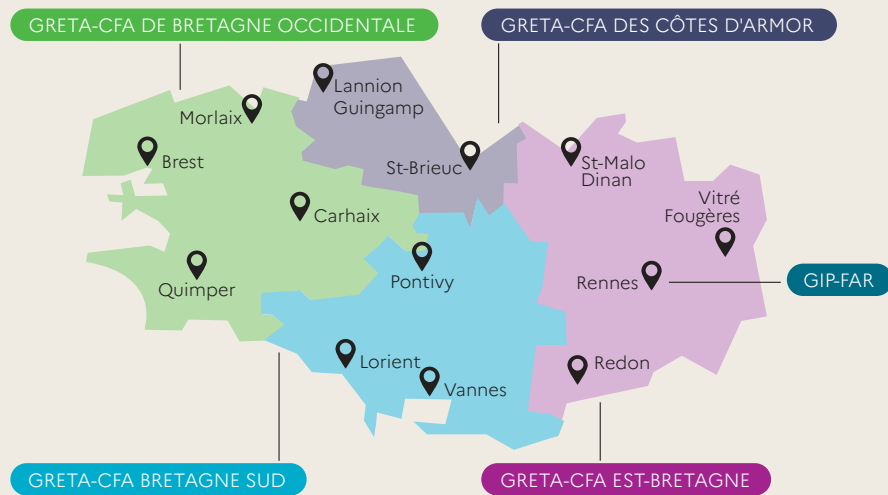 GRETA-CFA DE BRETAGNE OCCIDENTALE
GRETA-CFA DES CÔTES D'ARMOR
Lannion
Guingamp
Morlaix
Brest
St-Brieuc
St-Malo
Dinan
Vitré
Fougères
Carhaix
Quimper
Pontivy
Rennes
GIP-FAR
Lorient
Vannes
Redon
GRETA-CFA BRETAGNE SUD
GRETA-CFA EST-BRETAGNE